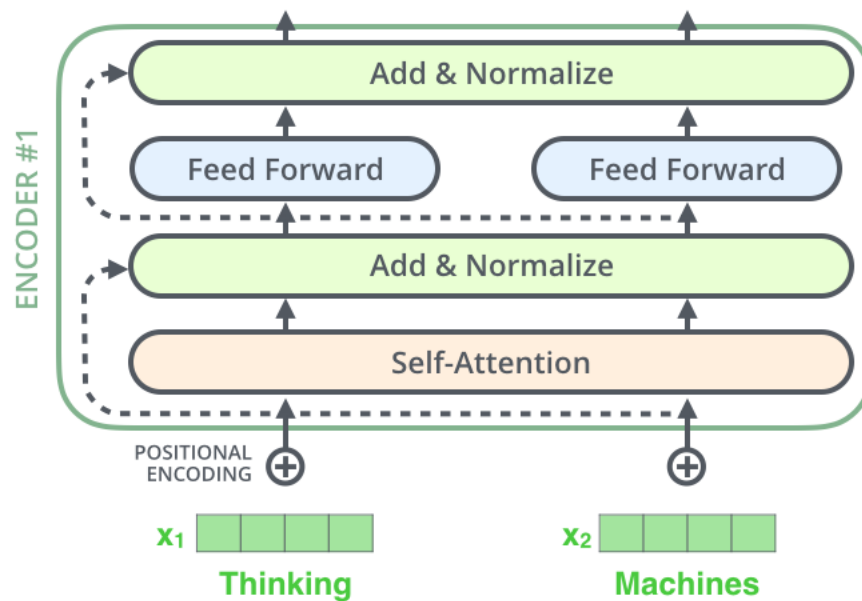 ENCODER #1
Add & Normalize
Feed Forward
Feed Forward
Add & Normalize
Self-Attention
POSITIONAL
ENCODING
x₁
x₂
Thinking
Machines